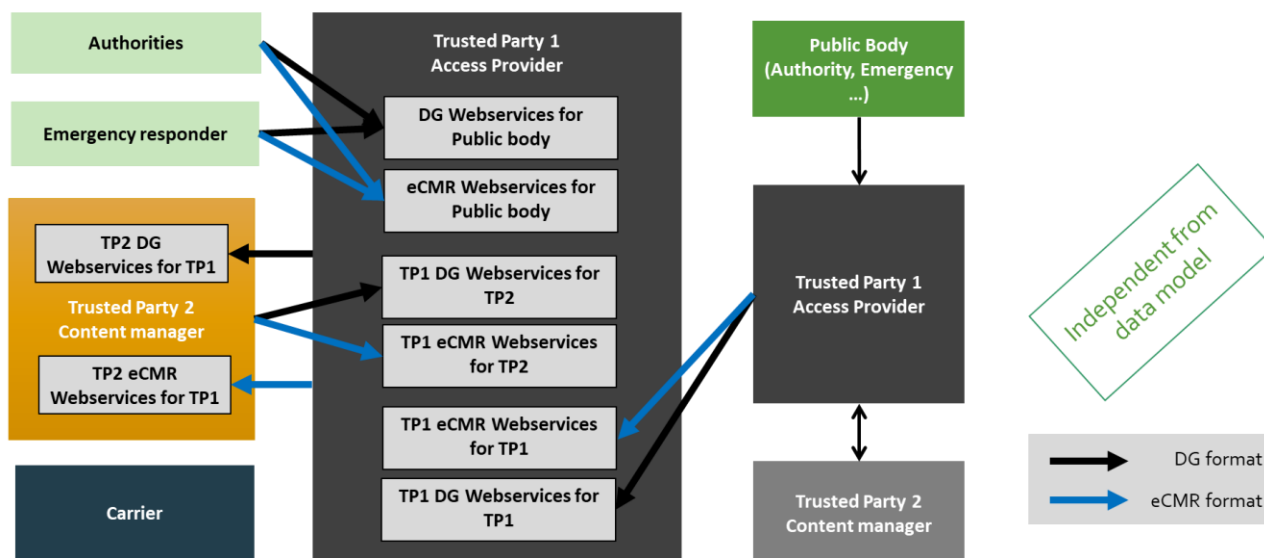 Authorities
Emergency responder
TP2 DG
Webservices for TP1
Trusted Party 2
Content manager
TP2 eCMR
Webservices for TP1
Carrier
Trusted Party 1
Access Provider
DG Webservices for
Public body
eCMR Webservices for
Public body
TP1 DG Webservices for
TP2
TP1 eCMR Webservices
for TP2
TP1 eCMR Webservices
for TP1
TP1 DG Webservices for
TP1
Public Body
(Authority, Emergency
...)
Trusted Party 1
Access Provider
Trusted Party 2
Content manager
Independent from
data model
DG format
eCMR format